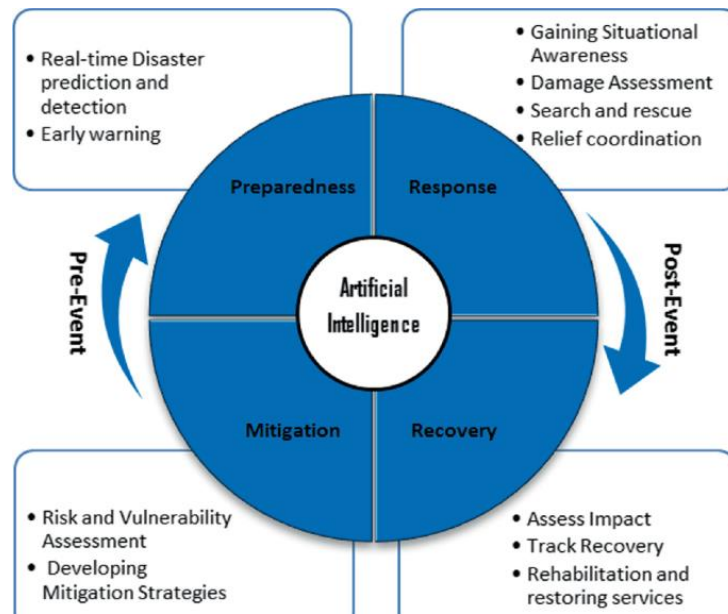 • Real-time Disaster
prediction and
detection
• Early warning
• Gaining Situational
Awareness
• Damage Assessment
• Search and rescue
• Relief coordination
Preparedness
Response
Pre-Event
Artificial
Intelligence
Post-Event
Mitigation
Recovery
• Risk and Vulnerability
Assessment
• Developing
Mitigation Strategies
• Assess Impact
• Track Recovery
• Rehabilitation and
restoring services